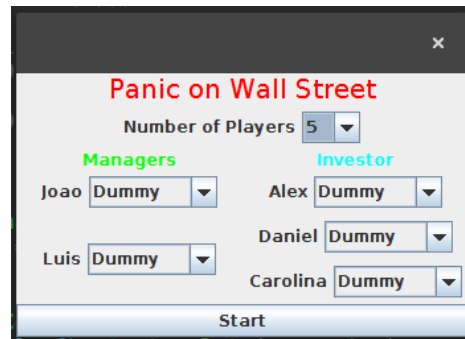 ×
Panic on Wall Street
Number of Players 5
Managers
Investor
Joao Dummy
Alex Dummy
Daniel Dummy
Luis Dummy
Carolina Dummy
Start